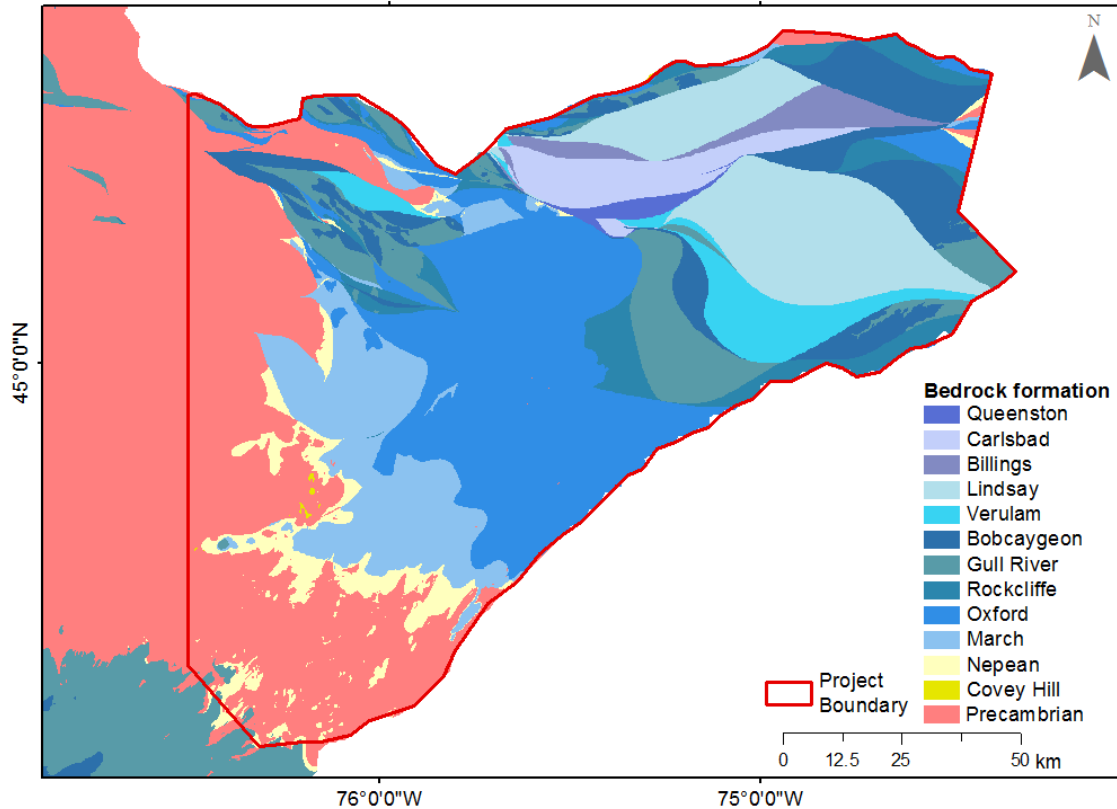 N
45°0'0"N
Bedrock formation
Queenston
Carlsbad
Billings
Lindsay
Verulam
Bobcaygeon
Gull River
Rockcliffe
Oxford
March
Nepean
Covey Hill
Precambrian
Project
Boundary
0 12.5 25 50 km
76°0'0"W 75°0'0"W